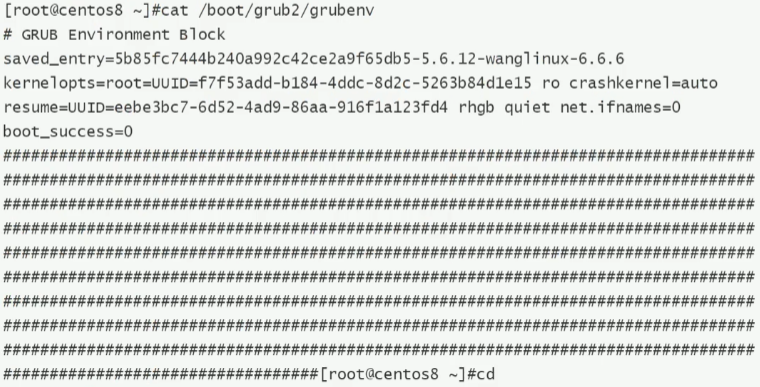 [root@centos8 ~]#cat /boot/grub2/grubenv
# GRUB Environment Block
saved_entry=5b85fc7444b240a992c42ce2a9f65db5-5.6.12-wanglinux-6.6.6
kernelopts=root=UUID=f7f53add-b184-4ddc-8d2c-5263b84d1e15 ro crashkernel=auto
resume=UUID=eebe3bc7-6d52-4ad9-86aa-916f1a123fd4 rhgb quiet net.ifnames=0
boot_success=0
################################################################################
################################################################################
################################################################################
################################################################################
################################################################################
################################################################################
################################################################################
################################################################################
################################################################################
##################################[root@centos8 ~]#cd